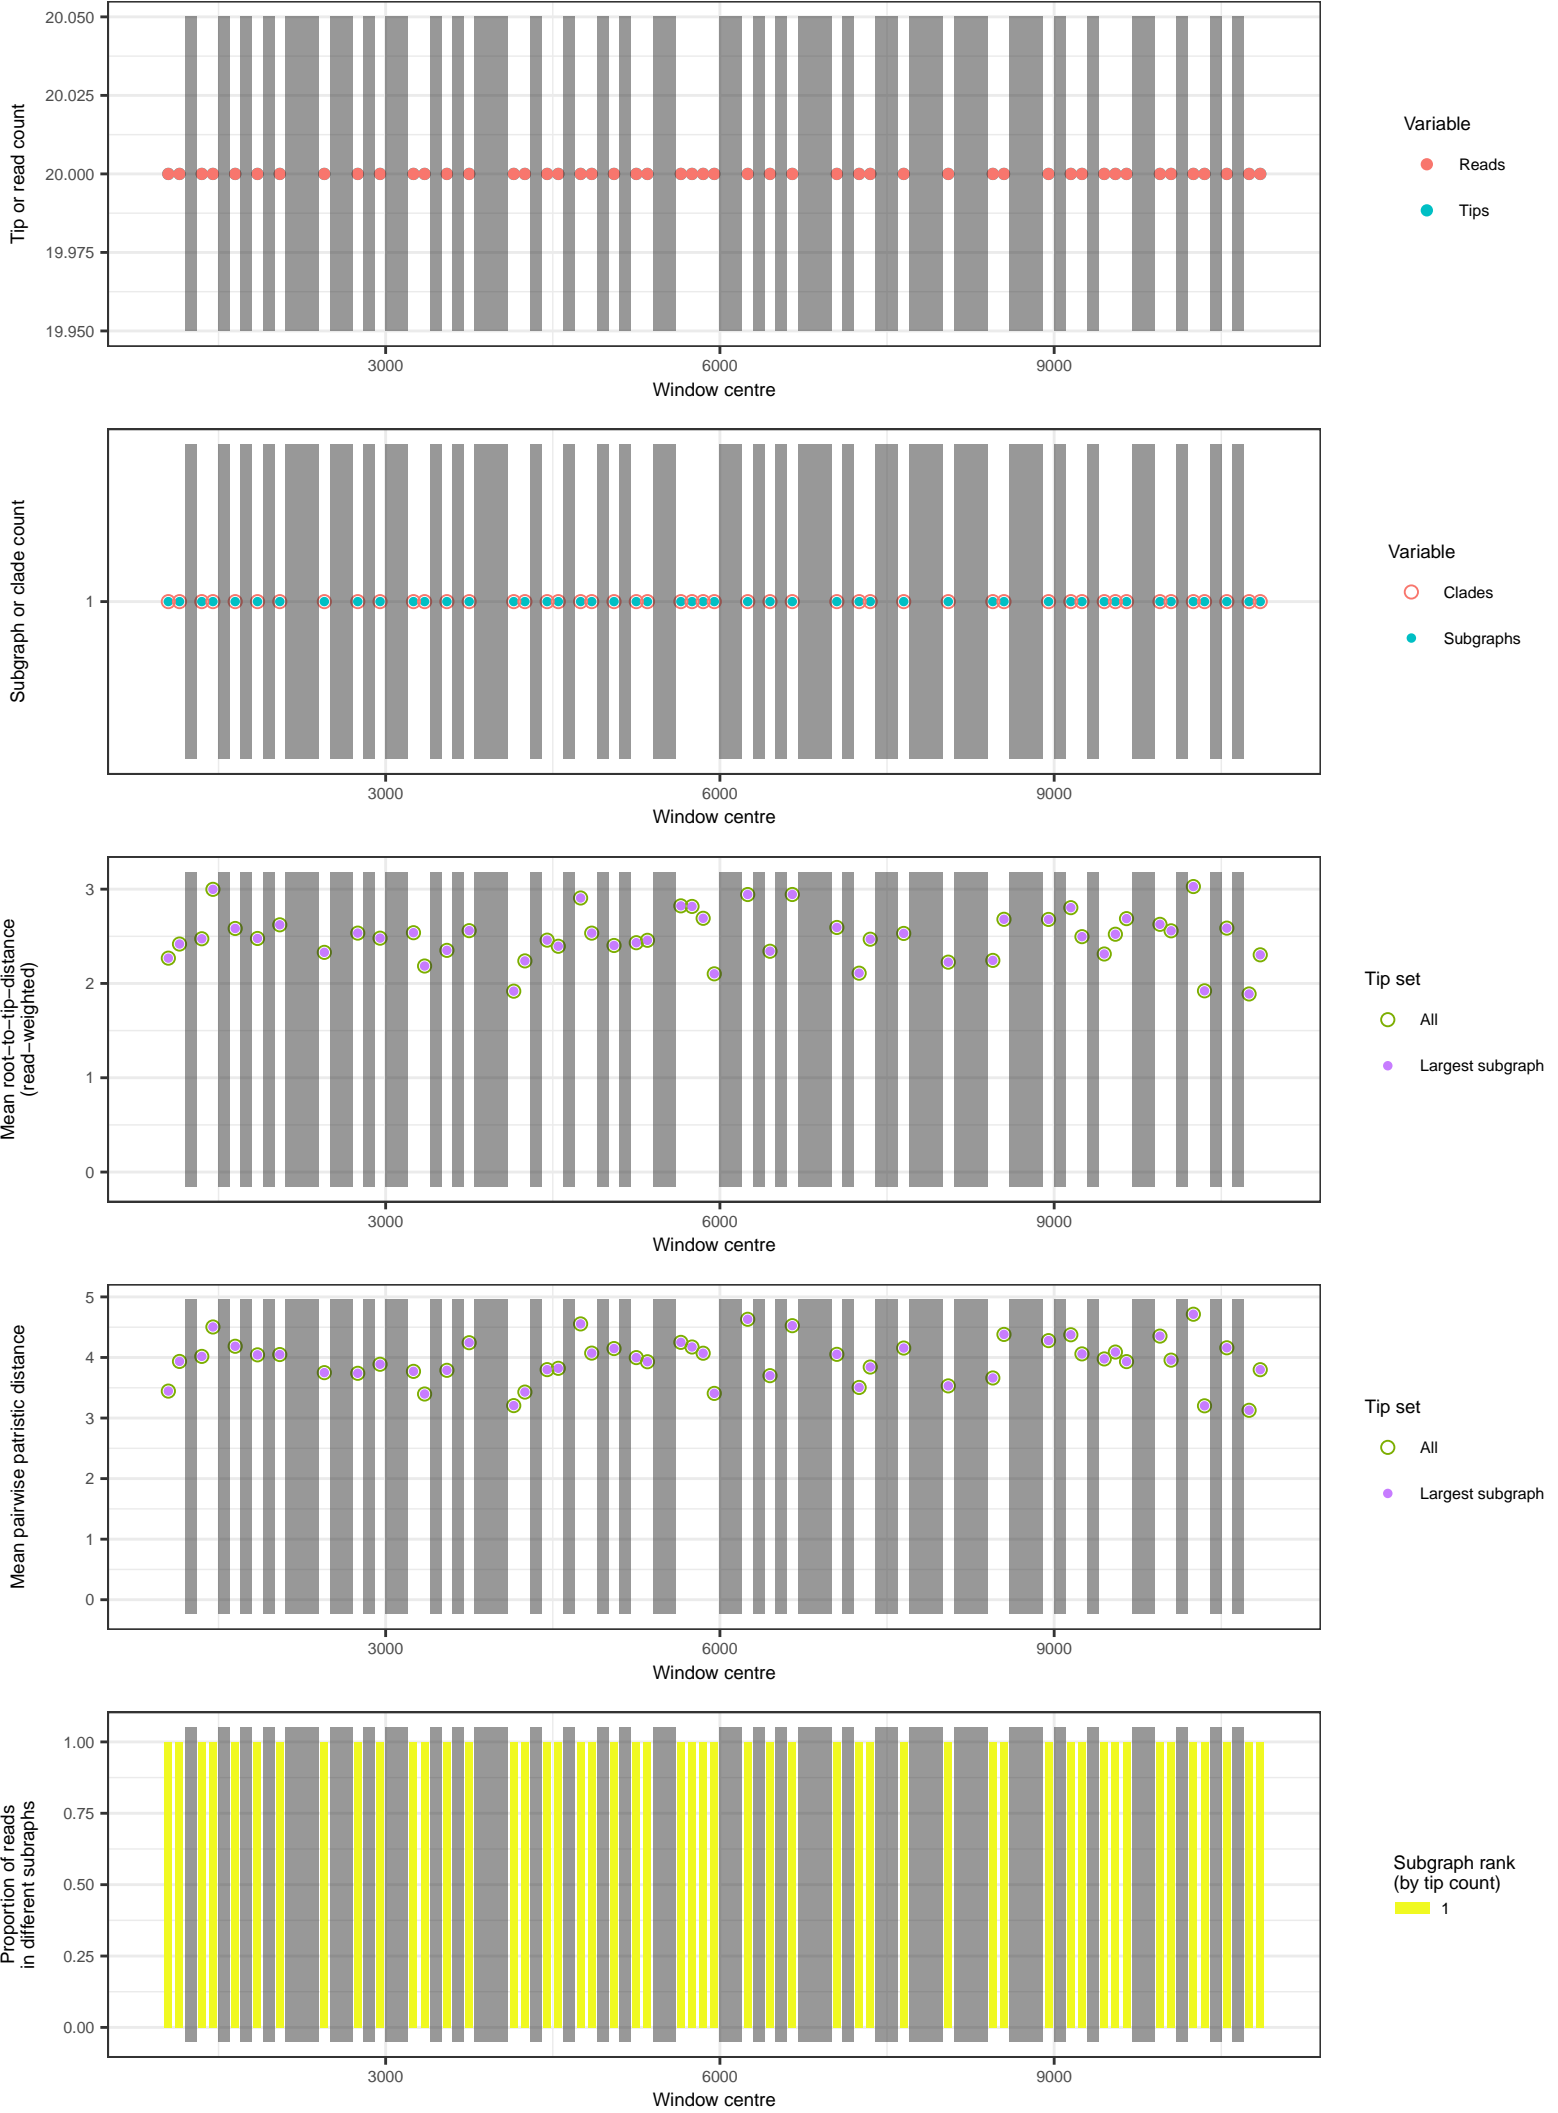 20.050
20.025
20.000
19.975
19.950
Tip or read count
3000
6000
9000
Window centre
Variable
Reads
Tips
1
Subgraph or clade count
3000
6000
9000
Window centre
Variable
Clades
Subgraphs
3
2
1
0
Mean root−to−tip−distance
(read−weighted)
3000
6000
9000
Window centre
Tip set
All
Largest subgraph
5
4
3
2
1
0
Mean pairwise patristic distance
3000
6000
9000
Window centre
Tip set
All
Largest subgraph
1.00
0.75
0.50
0.25
0.00
Proportion of reads
in different subraphs
3000
6000
9000
Window centre
Subgraph rank
(by tip count)
1